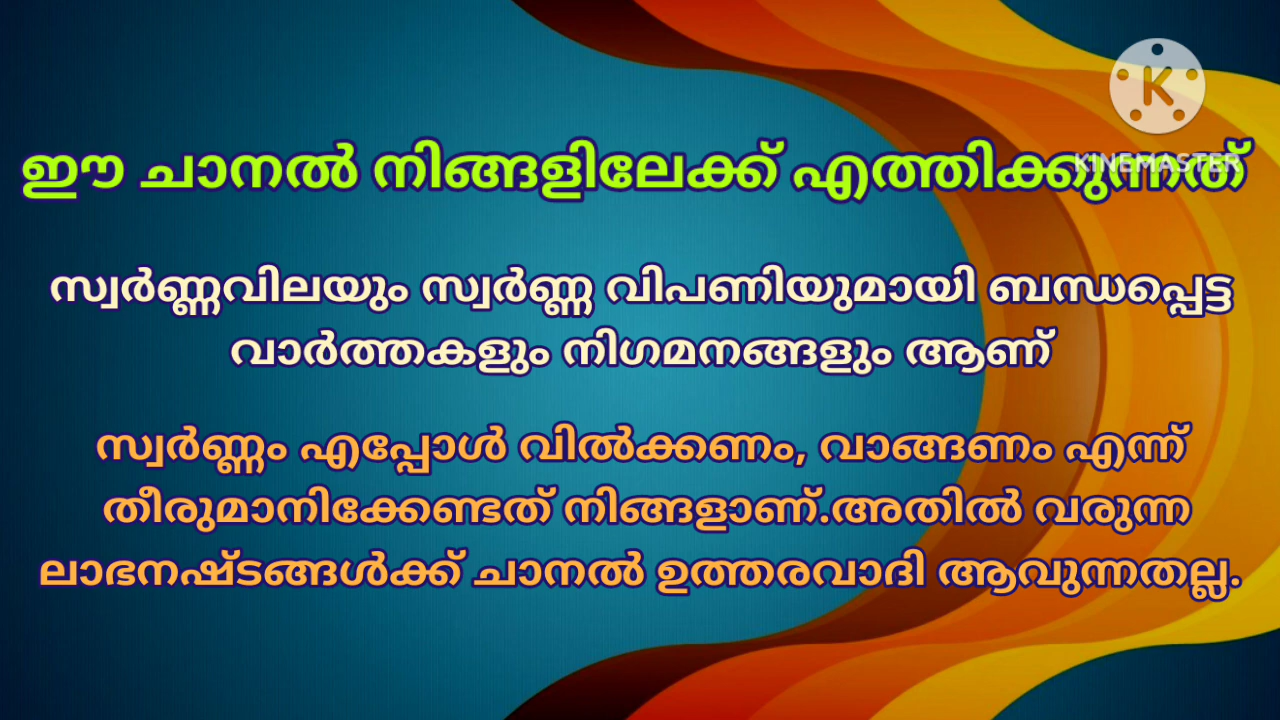 KINEMASTER
ഈ ചാനൽ നിങ്ങളിലേക്ക് എത്തിക്കുന്നത്
സ്വർണ്ണവിലയും സ്വർണ്ണ വിപണിയുമായി ബന്ധപ്പെട്ട
വാർത്തകളും നിഗമനങ്ങളും ആണ്
സ്വർണ്ണം എപ്പോൾ വിൽക്കണം, വാങ്ങണം എന്ന്
തീരുമാനിക്കേണ്ടത് നിങ്ങളാണ്.അതിൽ വരുന്ന
ലാഭനഷ്ടങ്ങൾക്ക് ചാനൽ ഉത്തരവാദി ആവുന്നതല്ല.